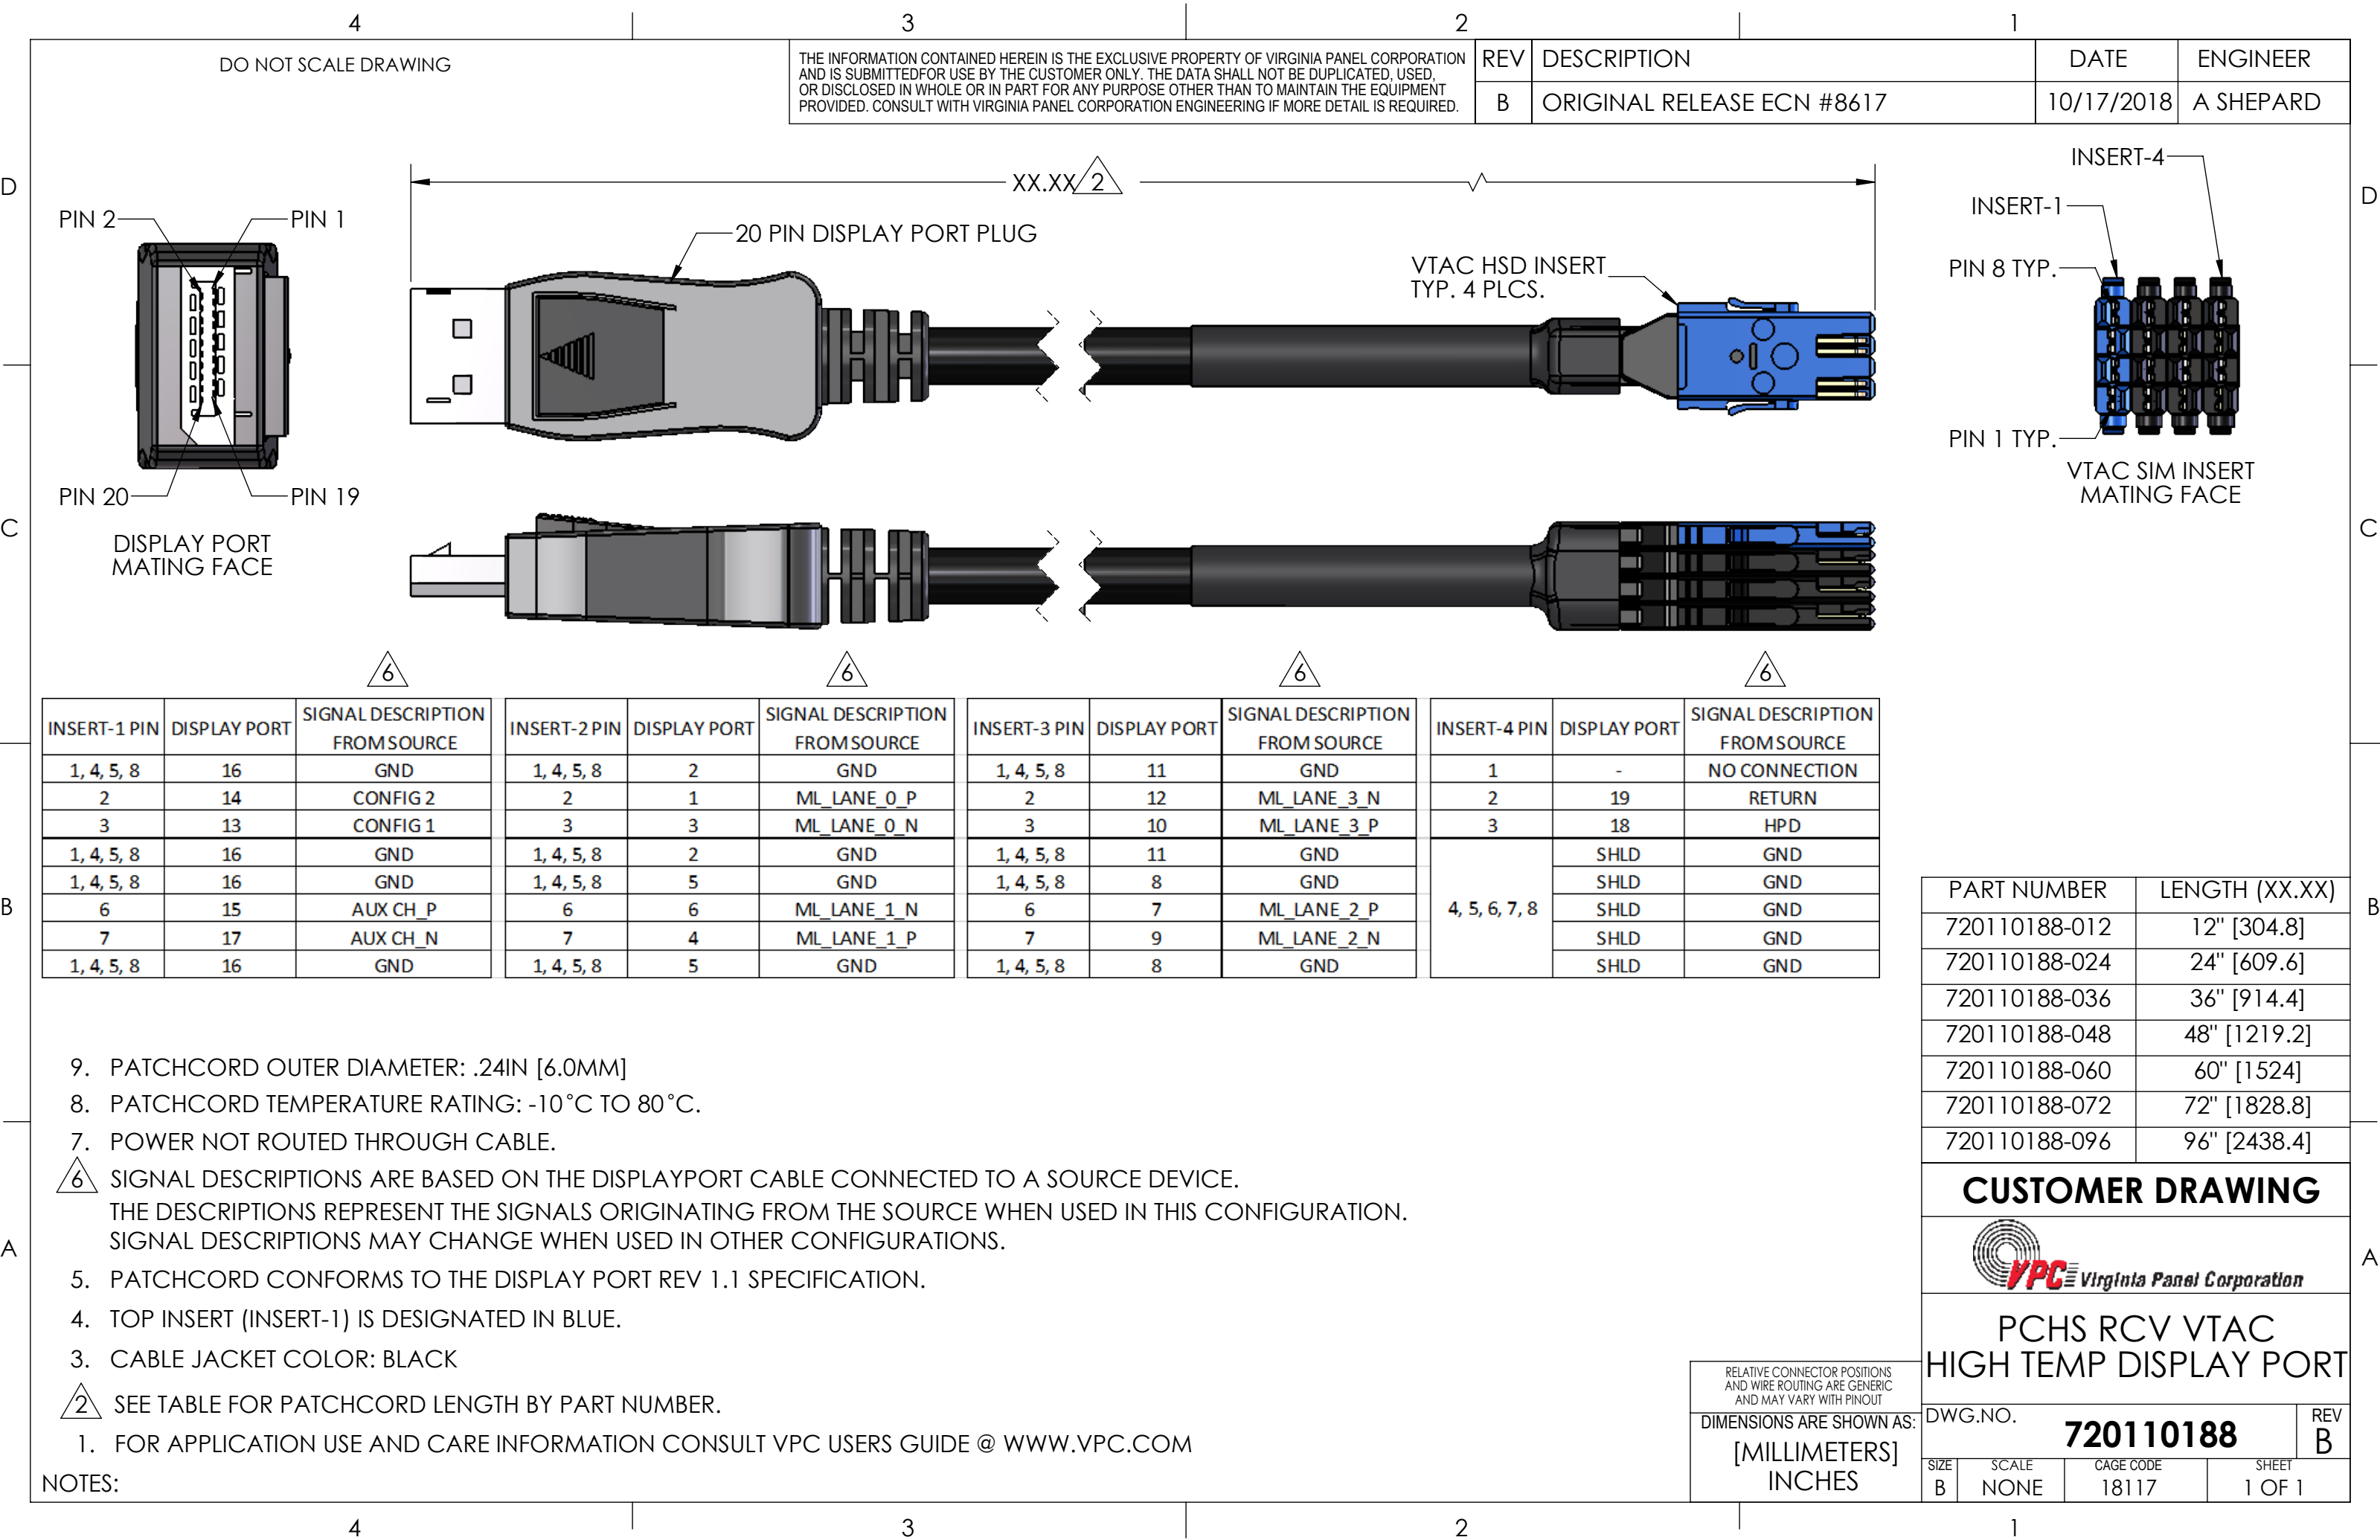 4 3 2 1
DO NOT SCALE DRAWING
THE INFORMATION CONTAINED HEREIN IS THE EXCLUSIVE PROPERTY OF VIRGINIA PANEL CORPORATION
AND IS SUBMITTEDFOR USE BY THE CUSTOMER ONLY. THE DATA SHALL NOT BE DUPLICATED, USED,
OR DISCLOSED IN WHOLE OR IN PART FOR ANY PURPOSE OTHER THAN TO MAINTAIN THE EQUIPMENT
PROVIDED. CONSULT WITH VIRGINIA PANEL CORPORATION ENGINEERING IF MORE DETAIL IS REQUIRED.
REV DESCRIPTION DATE ENGINEER
B ORIGINAL RELEASE ECN #8617 10/17/2018 A SHEPARD
D D
C C
B B
A A
PIN 2
PIN 1
PIN 20
PIN 19
DISPLAY PORT
MATING FACE
XX.XX 2
20 PIN DISPLAY PORT PLUG
VTAC HSD INSERT
TYP. 4 PLCS.
INSERT-4
INSERT-1
PIN 8 TYP.
PIN 1 TYP.
VTAC SIM INSERT
MATING FACE
6 6 6 6
INSERT-1 PIN DISPLAY PORT SIGNAL DESCRIPTION FROM SOURCE
1, 4, 5, 8 16 GND
2 14 CONFIG 2
3 13 CONFIG 1
1, 4, 5, 8 16 GND
1, 4, 5, 8 16 GND
6 15 AUX CH_P
7 17 AUX CH_N
1, 4, 5, 8 16 GND
INSERT-2 PIN DISPLAY PORT SIGNAL DESCRIPTION FROM SOURCE
1, 4, 5, 8 2 GND
2 1 ML_LANE_0_P
3 3 ML_LANE_0_N
1, 4, 5, 8 2 GND
1, 4, 5, 8 5 GND
6 6 ML_LANE_1_N
7 4 ML_LANE_1_P
1, 4, 5, 8 5 GND
INSERT-3 PIN DISPLAY PORT SIGNAL DESCRIPTION FROM SOURCE
1, 4, 5, 8 11 GND
2 12 ML_LANE_3_N
3 10 ML_LANE_3_P
1, 4, 5, 8 11 GND
1, 4, 5, 8 8 GND
6 7 ML_LANE_2_P
7 9 ML_LANE_2_N
1, 4, 5, 8 8 GND
INSERT-4 PIN DISPLAY PORT SIGNAL DESCRIPTION FROM SOURCE
1 - NO CONNECTION
2 19 RETURN
3 18 HPD
4, 5, 6, 7, 8 SHLD GND
SHLD GND
SHLD GND
SHLD GND
SHLD GND
PART NUMBER LENGTH (XX.XX)
720110188-012 12" [304.8]
720110188-024 24" [609.6]
720110188-036 36" [914.4]
720110188-048 48" [1219.2]
720110188-060 60" [1524]
720110188-072 72" [1828.8]
720110188-096 96" [2438.4]
9. PATCHCORD OUTER DIAMETER: .24IN [6.0MM]
8. PATCHCORD TEMPERATURE RATING: -10°C TO 80°C.
7. POWER NOT ROUTED THROUGH CABLE.
6 SIGNAL DESCRIPTIONS ARE BASED ON THE DISPLAYPORT CABLE CONNECTED TO A SOURCE DEVICE.
THE DESCRIPTIONS REPRESENT THE SIGNALS ORIGINATING FROM THE SOURCE WHEN USED IN THIS CONFIGURATION.
SIGNAL DESCRIPTIONS MAY CHANGE WHEN USED IN OTHER CONFIGURATIONS.
5. PATCHCORD CONFORMS TO THE DISPLAY PORT REV 1.1 SPECIFICATION.
4. TOP INSERT (INSERT-1) IS DESIGNATED IN BLUE.
3. CABLE JACKET COLOR: BLACK
2 SEE TABLE FOR PATCHCORD LENGTH BY PART NUMBER.
1. FOR APPLICATION USE AND CARE INFORMATION CONSULT VPC USERS GUIDE @ WWW.VPC.COM
NOTES:
RELATIVE CONNECTOR POSITIONS
AND WIRE ROUTING ARE GENERIC
AND MAY VARY WITH PINOUT
DIMENSIONS ARE SHOWN AS:
[MILLIMETERS]
INCHES
CUSTOMER DRAWING
VPC Virginia Panel Corporation
PCHS RCV VTAC
HIGH TEMP DISPLAY PORT
DWG.NO. 720110188 REV B
SIZE B SCALE NONE CAGE CODE 18117 SHEET 1 OF 1
4 3 2 1